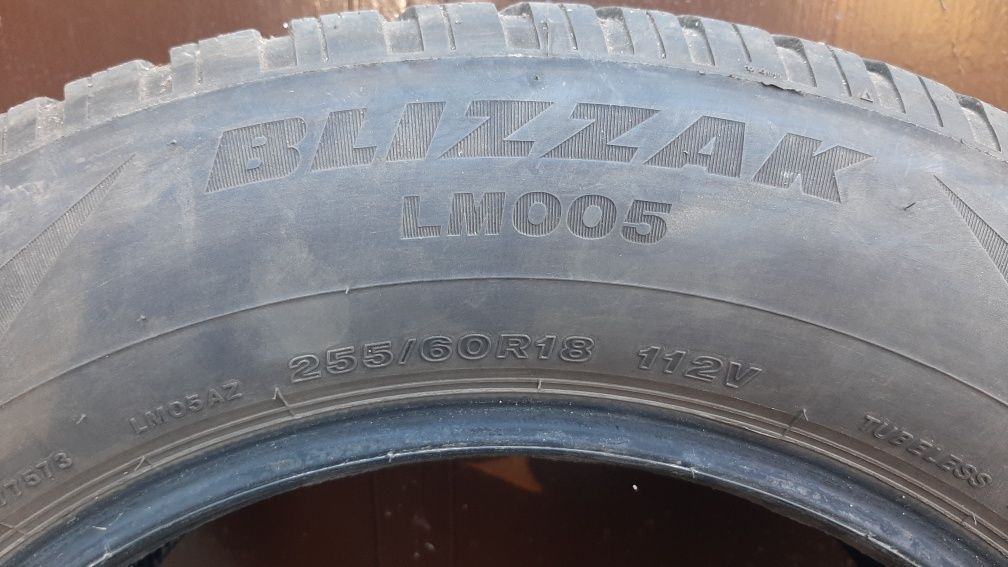 BLIZZAK
LM005
255/60R18 112V
LM05AZ
TUBELESS